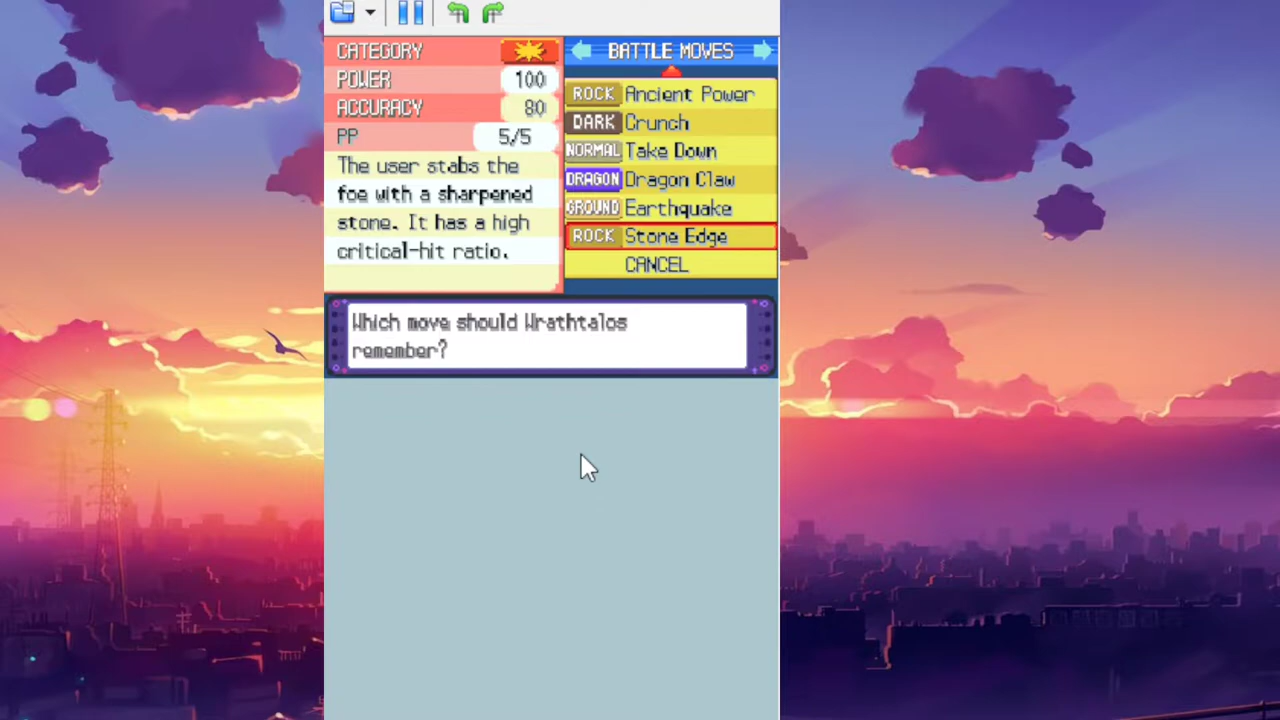 CATEGORY
POWER 100
ACCURACY 80
PP 5/5
The user stabs the
foe with a sharpened
stone. It has a high
critical-hit ratio.
BATTLE MOVES
ROCK Ancient Power
DARK Crunch
NORMAL Take Down
DRAGON Dragon Claw
GROUND Earthquake
ROCK Stone Edge
CANCEL
Which move should Wrathtalos
remember?